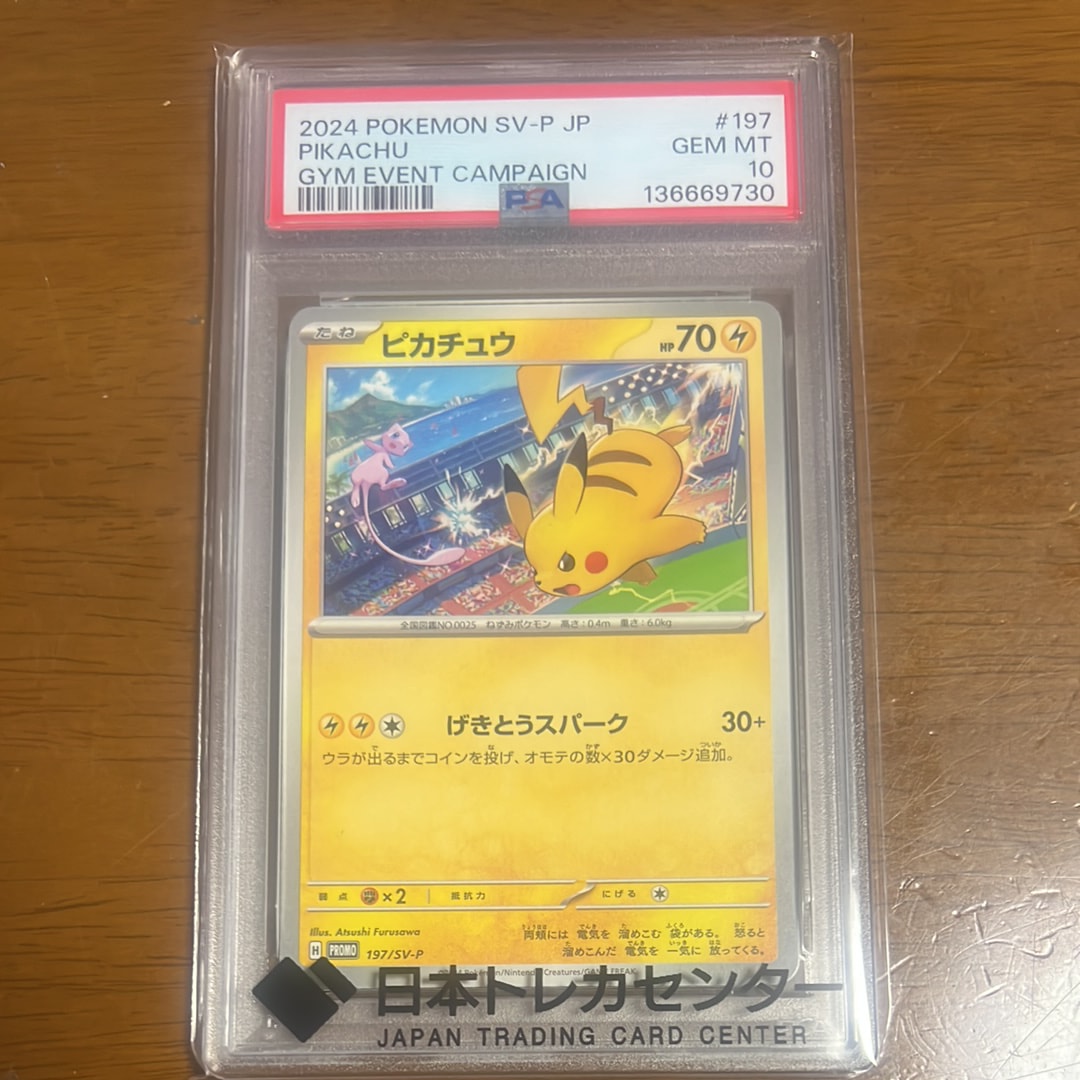 2024 POKEMON SV-P JP #197
PIKACHU GEM MT
GYM EVENT CAMPAIGN 10
PSA 136669730
たね ピカチュウ HP70
全国図鑑NO.0025 ねずみポケモン 高さ:0.4m 重さ:6.0kg
げきとうスパーク 30+
ウラが出るまでコインを投げ、オモテの数×30ダメージ追加。
弱点 ×2 抵抗力 にげる
Illus. Atsushi Furusawa
両頬には 電気を 溜めこむ 袋がある。 怒ると
溜めこんだ 電気を 一気に 放ってくる。
H PROMO 197/SV-P
Pokémon/Nintendo/Creatures/GAME FREAK
日本トレカセンター
JAPAN TRADING CARD CENTER